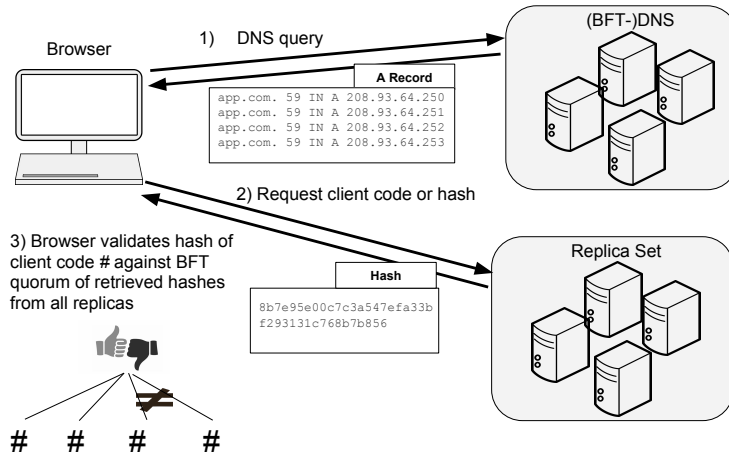 (BFT-)DNS
1) DNS query
Browser
A Record
app.com. 59 IN A 208.93.64.250
app.com. 59 IN A 208.93.64.251
app.com. 59 IN A 208.93.64.252
app.com. 59 IN A 208.93.64.253
2) Request client code or hash
3) Browser validates hash of
client code # against BFT
quorum of retrieved hashes
from all replicas
Replica Set
Hash
8b7e95e00c7c3a547efa33b
f293131c768b7b856
≠
# # # #